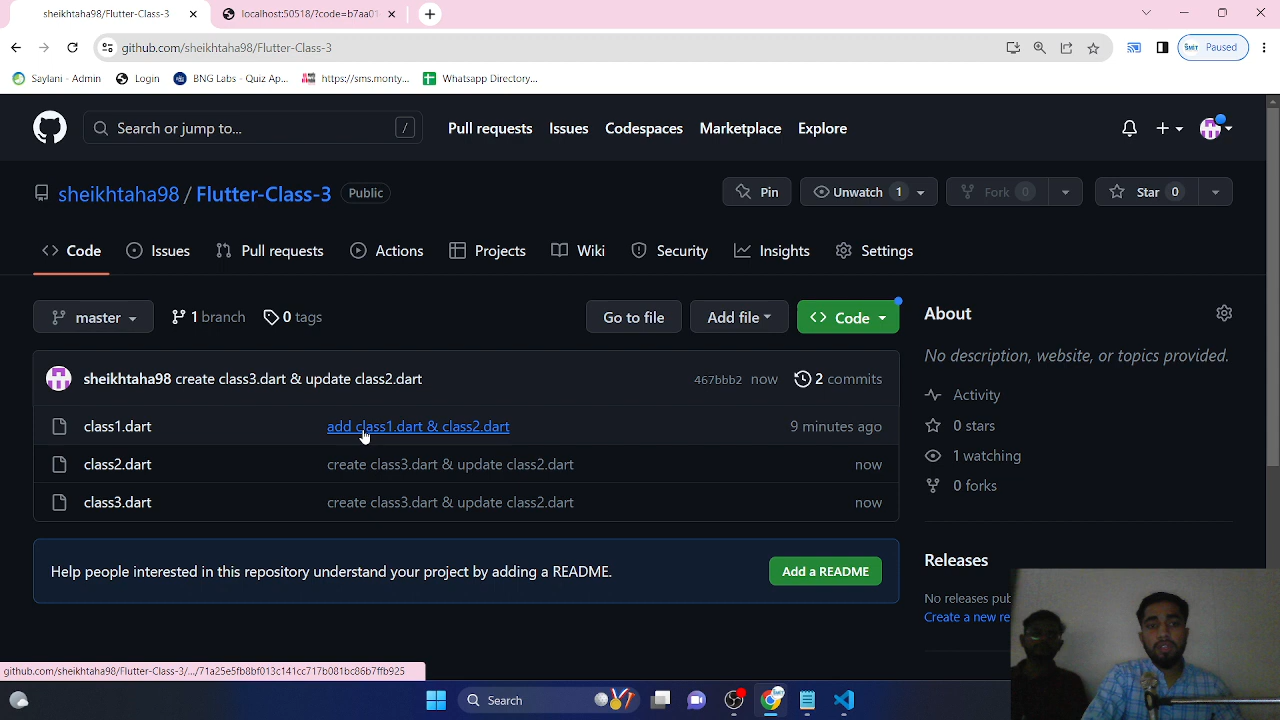 sheikhtaha98/Flutter-Class-3
localhost:50518/?code=b7aa01
github.com/sheikhtaha98/Flutter-Class-3
SMIT Paused
Saylani - Admin
Login
BNG Labs - Quiz Ap...
https://sms.monty...
Whatsapp Directory...
Search or jump to... /
Pull requests
Issues
Codespaces
Marketplace
Explore
sheikhtaha98 / Flutter-Class-3 Public
Pin
Unwatch 1
Fork 0
Star 0
Code
Issues
Pull requests
Actions
Projects
Wiki
Security
Insights
Settings
master
1 branch
0 tags
Go to file
Add file
Code
sheikhtaha98 create class3.dart & update class2.dart 467bbb2 now 2 commits
class1.dart add class1.dart & class2.dart 9 minutes ago
class2.dart create class3.dart & update class2.dart now
class3.dart create class3.dart & update class2.dart now
Help people interested in this repository understand your project by adding a README.
Add a README
About
No description, website, or topics provided.
Activity
0 stars
1 watching
0 forks
Releases
No releases pub
Create a new re
github.com/sheikhtaha98/Flutter-Class-3/.../71a25e5fb8bf013c141cc717b081bc86b7ffb925
Search